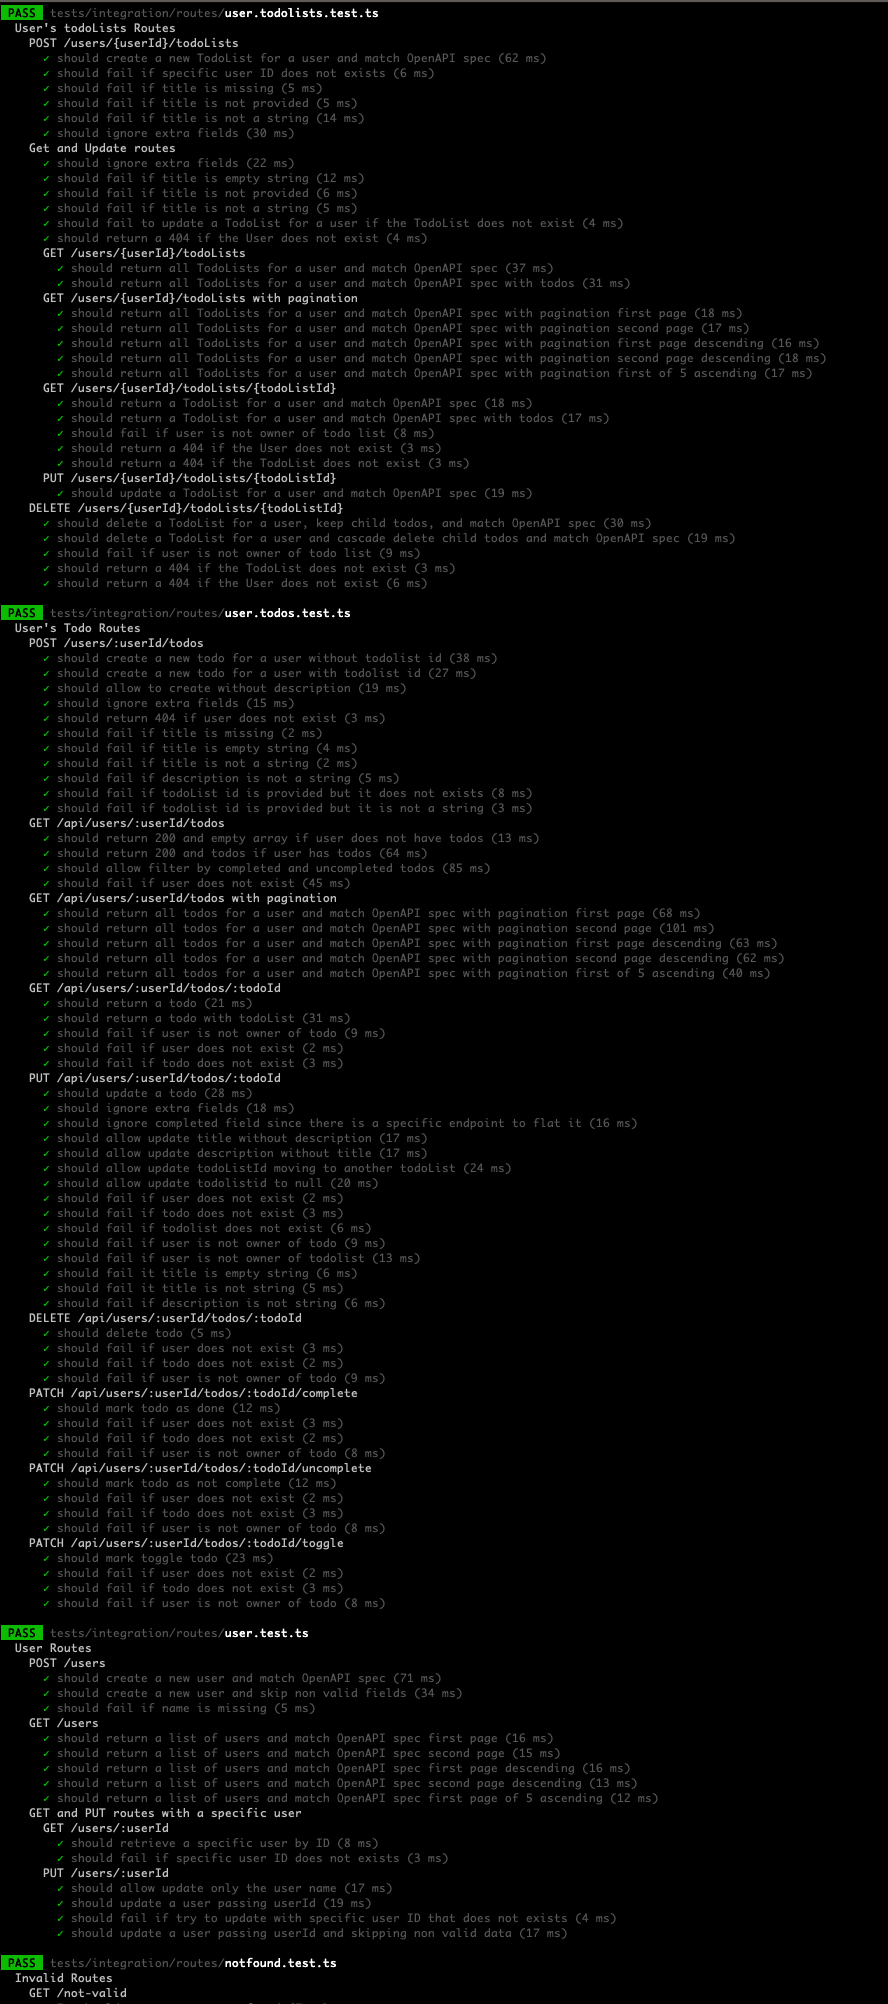 PASS tests/integration/routes/user.todolists.test.ts
User's todoLists Routes
POST /users/{userId}/todoLists
✓ should create a new TodoList for a user and match OpenAPI spec (62 ms)
✓ should fail if specific user ID does not exists (6 ms)
✓ should fail if title is missing (5 ms)
✓ should fail if title is not provided (5 ms)
✓ should fail if title is not a string (14 ms)
✓ should ignore extra fields (30 ms)
Get and Update routes
✓ should ignore extra fields (22 ms)
✓ should fail if title is empty string (12 ms)
✓ should fail if title is not provided (6 ms)
✓ should fail if title is not a string (5 ms)
✓ should fail to update a TodoList for a user if the TodoList does not exist (4 ms)
✓ should return a 404 if the User does not exist (4 ms)
GET /users/{userId}/todoLists
✓ should return all TodoLists for a user and match OpenAPI spec (37 ms)
✓ should return all TodoLists for a user and match OpenAPI spec with todos (31 ms)
GET /users/{userId}/todoLists with pagination
✓ should return all TodoLists for a user and match OpenAPI spec with pagination first page (18 ms)
✓ should return all TodoLists for a user and match OpenAPI spec with pagination second page (17 ms)
✓ should return all TodoLists for a user and match OpenAPI spec with pagination first page descending (16 ms)
✓ should return all TodoLists for a user and match OpenAPI spec with pagination second page descending (18 ms)
✓ should return all TodoLists for a user and match OpenAPI spec with pagination first of 5 ascending (17 ms)
GET /users/{userId}/todoLists/{todoListId}
✓ should return a TodoList for a user and match OpenAPI spec (18 ms)
✓ should return a TodoList for a user and match OpenAPI spec with todos (17 ms)
✓ should fail if user is not owner of todo list (8 ms)
✓ should return a 404 if the User does not exist (3 ms)
✓ should return a 404 if the TodoList does not exist (3 ms)
PUT /users/{userId}/todoLists/{todoListId}
✓ should update a TodoList for a user and match OpenAPI spec (19 ms)
DELETE /users/{userId}/todoLists/{todoListId}
✓ should delete a TodoList for a user, keep child todos, and match OpenAPI spec (30 ms)
✓ should delete a TodoList for a user and cascade delete child todos and match OpenAPI spec (19 ms)
✓ should fail if user is not owner of todo list (9 ms)
✓ should return a 404 if the TodoList does not exist (3 ms)
✓ should return a 404 if the User does not exist (6 ms)
PASS tests/integration/routes/user.todos.test.ts
User's Todo Routes
POST /users/:userId/todos
✓ should create a new todo for a user without todolist id (38 ms)
✓ should create a new todo for a user with todolist id (27 ms)
✓ should allow to create without description (19 ms)
✓ should ignore extra fields (15 ms)
✓ should return 404 if user does not exist (3 ms)
✓ should fail if title is missing (2 ms)
✓ should fail if title is empty string (4 ms)
✓ should fail if title is not a string (2 ms)
✓ should fail if description is not a string (5 ms)
✓ should fail if todoList id is provided but it does not exists (8 ms)
✓ should fail if todoList id is provided but it is not a string (3 ms)
GET /api/users/:userId/todos
✓ should return 200 and empty array if user does not have todos (13 ms)
✓ should return 200 and todos if user has todos (64 ms)
✓ should allow filter by completed and uncompleted todos (85 ms)
✓ should fail if user does not exist (45 ms)
GET /api/users/:userId/todos with pagination
✓ should return all todos for a user and match OpenAPI spec with pagination first page (68 ms)
✓ should return all todos for a user and match OpenAPI spec with pagination second page (101 ms)
✓ should return all todos for a user and match OpenAPI spec with pagination first page descending (63 ms)
✓ should return all todos for a user and match OpenAPI spec with pagination second page descending (62 ms)
✓ should return all todos for a user and match OpenAPI spec with pagination first of 5 ascending (40 ms)
GET /api/users/:userId/todos/:todoId
✓ should return a todo (21 ms)
✓ should return a todo with todoList (31 ms)
✓ should fail if user is not owner of todo (9 ms)
✓ should fail if user does not exist (2 ms)
✓ should fail if todo does not exist (3 ms)
PUT /api/users/:userId/todos/:todoId
✓ should update a todo (28 ms)
✓ should ignore extra fields (18 ms)
✓ should ignore completed field since there is a specific endpoint to flat it (16 ms)
✓ should allow update title without description (17 ms)
✓ should allow update description without title (17 ms)
✓ should allow update todoListId moving to another todoList (24 ms)
✓ should allow update todolistid to null (20 ms)
✓ should fail if user does not exist (2 ms)
✓ should fail if todo does not exist (3 ms)
✓ should fail if todolist does not exist (6 ms)
✓ should fail if user is not owner of todo (9 ms)
✓ should fail if user is not owner of todolist (13 ms)
✓ should fail it title is empty string (6 ms)
✓ should fail it title is not string (5 ms)
✓ should fail if description is not string (6 ms)
DELETE /api/users/:userId/todos/:todoId
✓ should delete todo (5 ms)
✓ should fail if user does not exist (3 ms)
✓ should fail if todo does not exist (2 ms)
✓ should fail if user is not owner of todo (9 ms)
PATCH /api/users/:userId/todos/:todoId/complete
✓ should mark todo as done (12 ms)
✓ should fail if user does not exist (3 ms)
✓ should fail if todo does not exist (2 ms)
✓ should fail if user is not owner of todo (8 ms)
PATCH /api/users/:userId/todos/:todoId/uncomplete
✓ should mark todo as not complete (12 ms)
✓ should fail if user does not exist (2 ms)
✓ should fail if todo does not exist (3 ms)
✓ should fail if user is not owner of todo (8 ms)
PATCH /api/users/:userId/todos/:todoId/toggle
✓ should mark toggle todo (23 ms)
✓ should fail if user does not exist (2 ms)
✓ should fail if todo does not exist (3 ms)
✓ should fail if user is not owner of todo (8 ms)
PASS tests/integration/routes/user.test.ts
User Routes
POST /users
✓ should create a new user and match OpenAPI spec (71 ms)
✓ should create a new user and skip non valid fields (34 ms)
✓ should fail if name is missing (5 ms)
GET /users
✓ should return a list of users and match OpenAPI spec first page (16 ms)
✓ should return a list of users and match OpenAPI spec second page (15 ms)
✓ should return a list of users and match OpenAPI spec first page descending (16 ms)
✓ should return a list of users and match OpenAPI spec second page descending (13 ms)
✓ should return a list of users and match OpenAPI spec first page of 5 ascending (12 ms)
GET and PUT routes with a specific user
GET /users/:userId
✓ should retrieve a specific user by ID (8 ms)
✓ should fail if specific user ID does not exists (3 ms)
PUT /users/:userId
✓ should allow update only the user name (17 ms)
✓ should update a user passing userId (19 ms)
✓ should fail if try to update with specific user ID that does not exists (4 ms)
✓ should update a user passing userId and skipping non valid data (17 ms)
PASS tests/integration/routes/notfound.test.ts
Invalid Routes
GET /not-valid